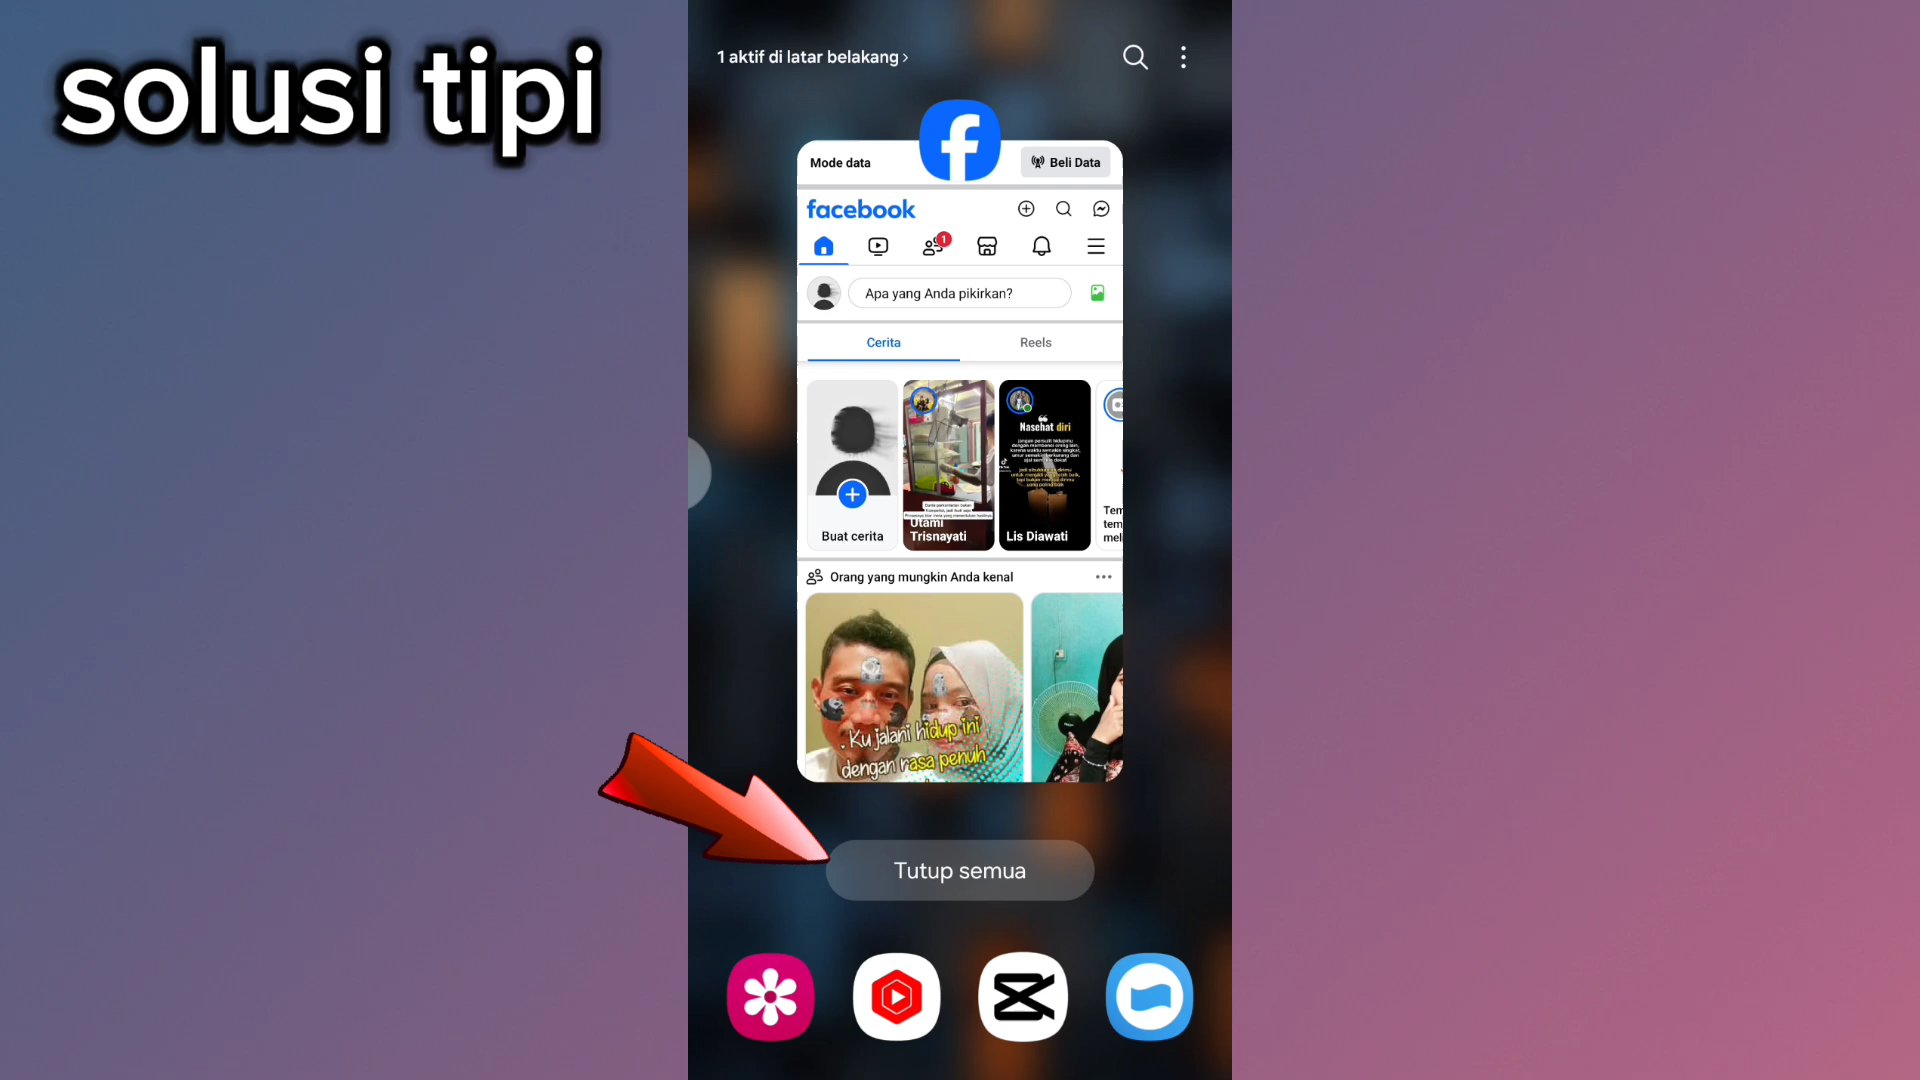 solusi tipi
1 aktif di latar belakang ›
Mode data
Beli Data
facebook
1
Apa yang Anda pikirkan?
Cerita
Reels
Nasehat diri
Buat cerita
Utami
Trisnayati
Lis Diawati
Orang yang mungkin Anda kenal
. Ku jalani hidup ini
dengan rasa penuh
Tutup semua